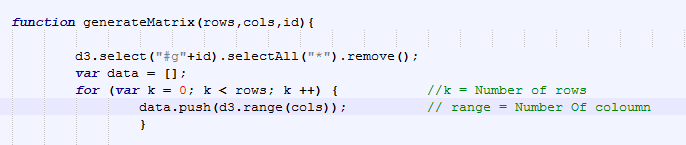 function generateMatrix(rows,cols,id){
d3.select("#g"+id).selectAll("*").remove();
var data = [];
for (var k = 0; k < rows; k ++) { //k = Number of rows
data.push(d3.range(cols)); // range = Number Of coloumn
}